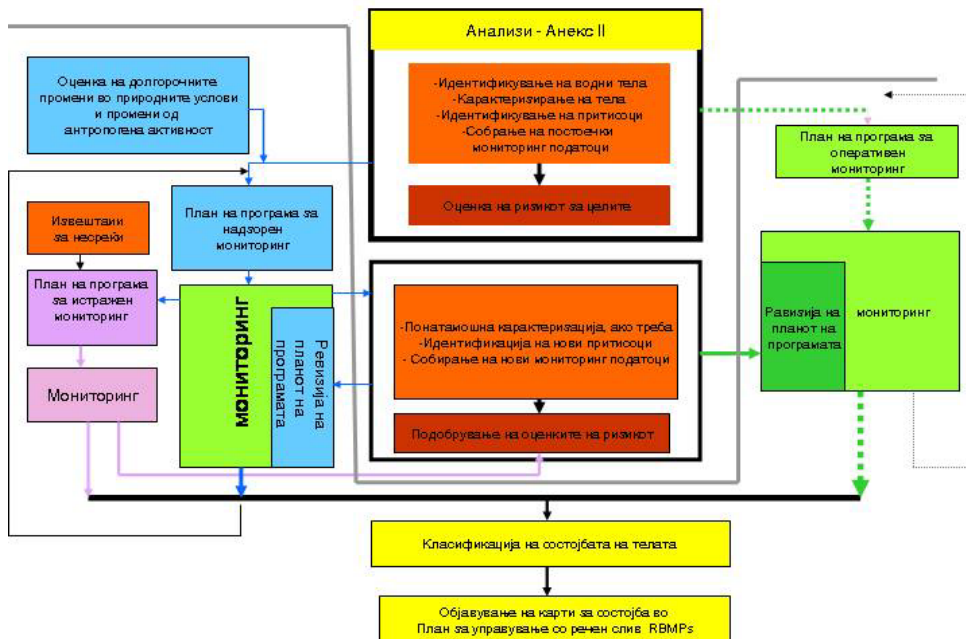 Анализи - Анекс II
-Идентификување на водни тела
-Карактеризирање на тела
-Идентификување на притисоци
-Собрање на постоечки
мониторинг податоци
Оценка на ризикот за целите
Оценка на долгорочните
промени во природните услови
и промени од
антропогена активност
План на програма за
оперативен
мониторинг
План на програма за
надзорен
мониторинг
Извештаи
за несреќи
План на програма
за истражен
мониторинг
Мониторинг
мониторинг
Ревизија на
планот на
програмата
-Понатамошна карактеризација, ако треба
-Идентификација на нови притисоци
- Собирање на нови мониторинг податоци
Подобрување на оценките на ризикот
Равизија на
планот на
програмата
мониторинг
Класификација на состојбата на телата
Објавување на карти за состојба во
План за управување со речен слив RBMPs